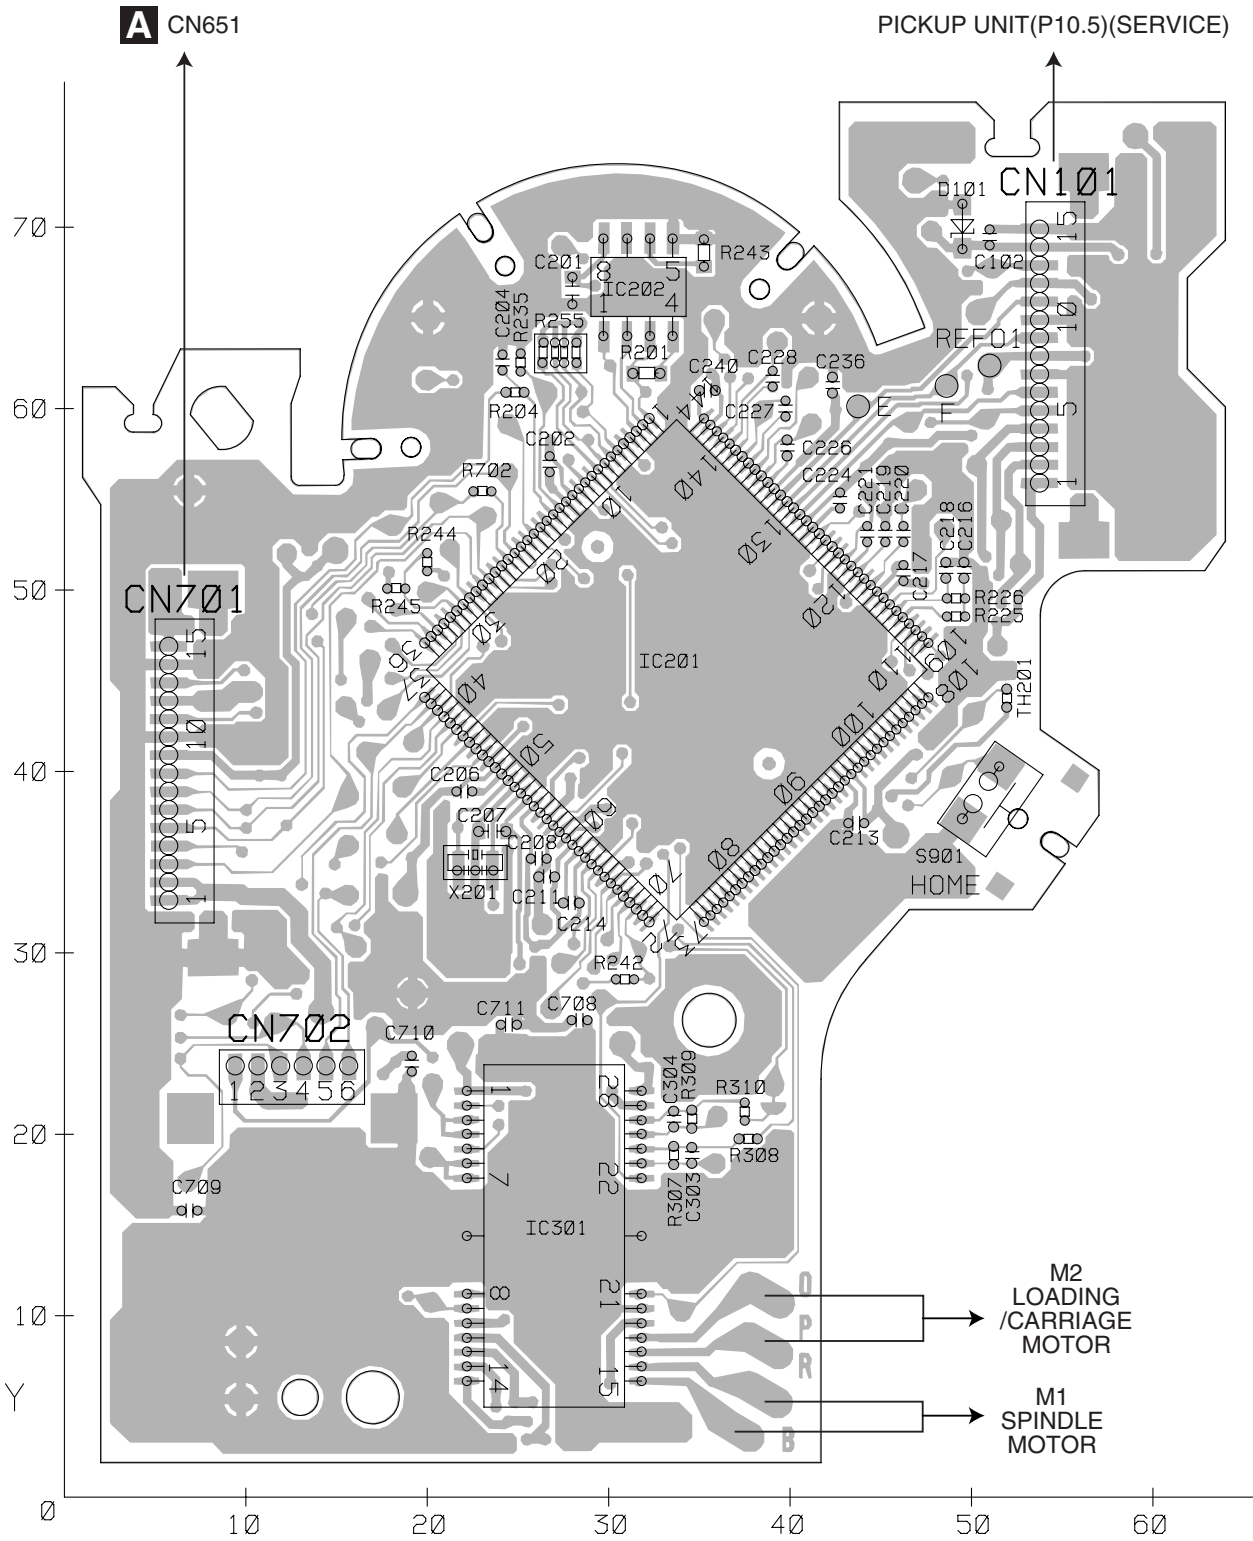 A CN651
PICKUP UNIT(P10.5)(SERVICE)
CN101
D101
15
C102
10
5
1
70
R243
C201
8 5
IC202
1 4
C204
R235
R255
R201
C240
C228
C236
REFO1
E
F
60
R204
C202
C227
C226
C224
C221
C219
C220
C218
C216
C217
R226
R225
1
144
140
10
R702
130
20
R244
120
50
CN701
R245
15
30
36
37
IC201
110
109
108
TH201
40
100
10
50
40
C206
90
C207
5
60
C208
C213
80
S901
HOME
X201
C211
70
1
C214
72
73
30
R242
CN702
C711
C708
C710
1 2 3 4 5 6
1
28
C304
R309
R310
20
R308
7
22
C709
R307
C303
IC301
8
21
10
O
P
R
14
15
B
M2
LOADING
/CARRIAGE
MOTOR
M1
SPINDLE
MOTOR
Y
0
10 20 30 40 50 60